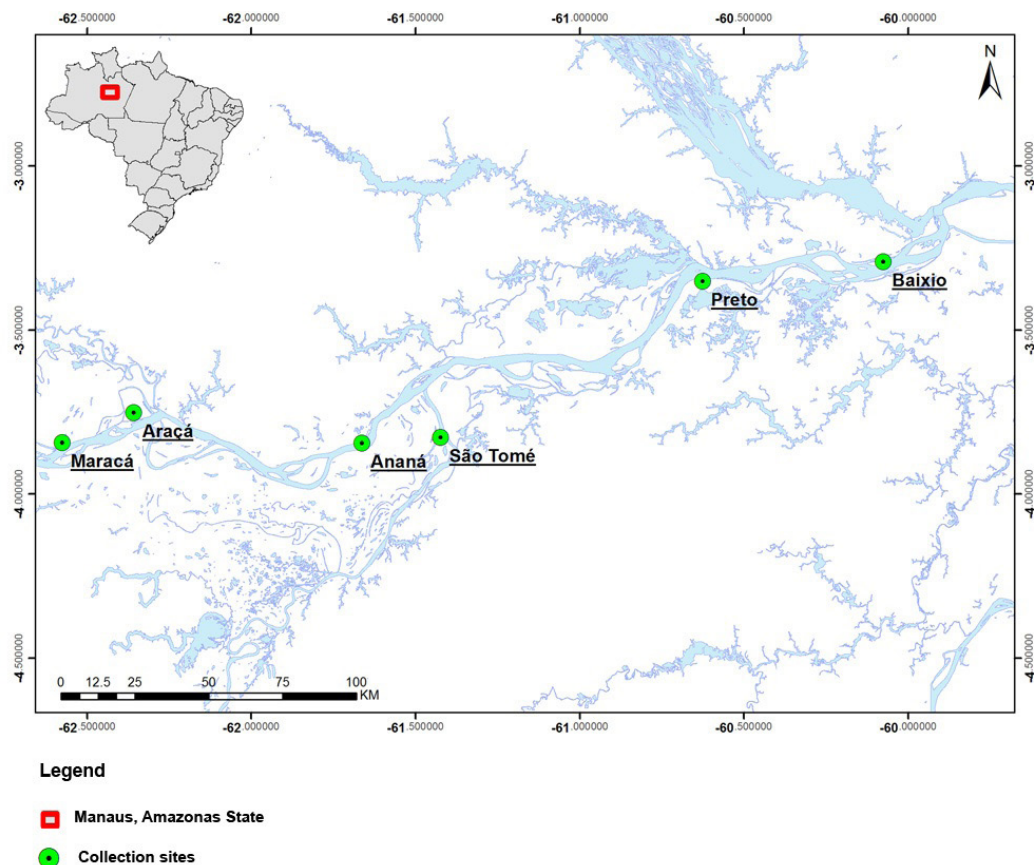 -62.500000 -62.000000 -61.500000 -61.000000 -60.500000 -60.000000
N
-3.000000 -3.000000
Baixio
Preto
-3.500000 -3.500000
Araçá
Maracá
Ananá
São Tomé
-4.000000 -4.000000
-4.500000 -4.500000
0 12.5 25 50 75 100
KM
-62.500000 -62.000000 -61.500000 -61.000000 -60.500000 -60.000000
Legend
Manaus, Amazonas State
Collection sites